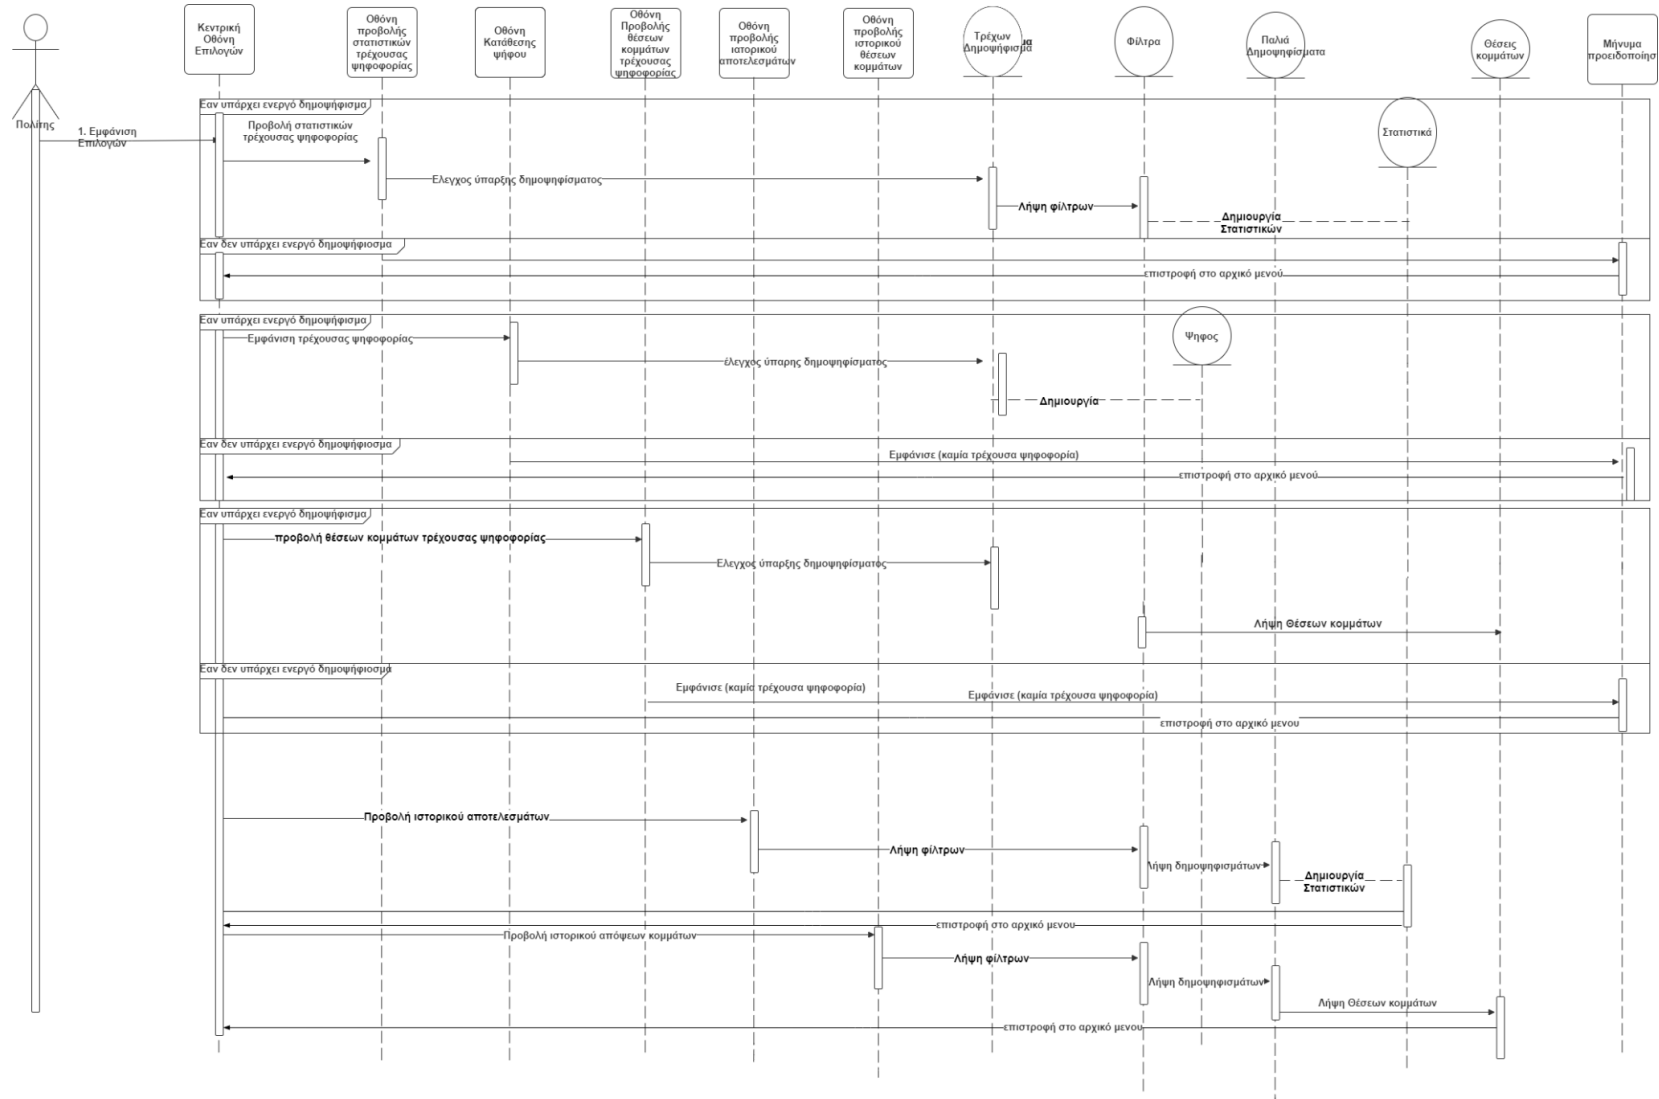 Κεντρική
Οθόνη
Επιλογών
Οθόνη
προβολής
στατιστικών
τρέχουσας
ψηφοφορίας
Οθόνη
Κατάθεσης
ψήφου
Οθόνη
Προβολής
θέσεων
κομμάτων
τρέχουσας
ψηφοφορίας
Οθόνη
προβολής
ιατορικού
αποτελεσμάτων
Οθόνη
προβολής
ιστορικού
θέσεων
κομμάτων
Τρέχων
Δημοψήφισμα
Φίλτρα
Παλιά
Δημοψηφίσματα
Θέσεις
κομμάτων
Μήνυμα
προειδοποίησ
Πολίτης
Εαν υπάρχει ενεργό δημοψήφισμα
1. Εμφάνιση
Επιλογών
Προβολή στατιστικών
τρέχουσας ψηφοφορίας
Στατιστικά
Ελεγχος ύπαρξης δημοψηφίσματος
Λήψη φίλτρων
Δημιουργία
Στατιστικών
Εαν δεν υπάρχει ενεργό δημοψήφιοσμα
επιστροφή στο αρχικό μενού
Εαν υπάρχει ενεργό δημοψήφισμα
Εμφάνιση τρέχουσας ψηφοφορίας
Ψηφος
έλεγχος ύπαρης δημοψηφίσματος
Δημιουργία
Εαν δεν υπάρχει ενεργό δημοψήφιοσμα
Εμφάνισε (καμία τρέχουσα ψηφοφορία)
επιστροφή στο αρχικό μενού
Εαν υπάρχει ενεργό δημοψήφισμα
προβολή θέσεων κομμάτων τρέχουσας ψηφοφορίας
Ελεγχος ύπαρξης δημοψηφίσματος
Λήψη Θέσεων κομμάτων
Εαν δεν υπάρχει ενεργό δημοψήφιοσμα
Εμφάνισε (καμία τρέχουσα ψηφοφορία)
Εμφάνισε (καμία τρέχουσα ψηφοφορία)
επιστροφή στο αρχικό μενου
Προβολή ιστορικού αποτελεσμάτων
Λήψη φίλτρων
Λήψη δημοψηφισμάτων
Δημιουργία
Στατιστικών
επιστροφή στο αρχικό μενου
Προβολή ιστορικού απόψεων κομμάτων
Λήψη φίλτρων
Λήψη δημοψηφισμάτων
Λήψη Θέσεων κομμάτων
επιστροφή στο αρχικό μενου